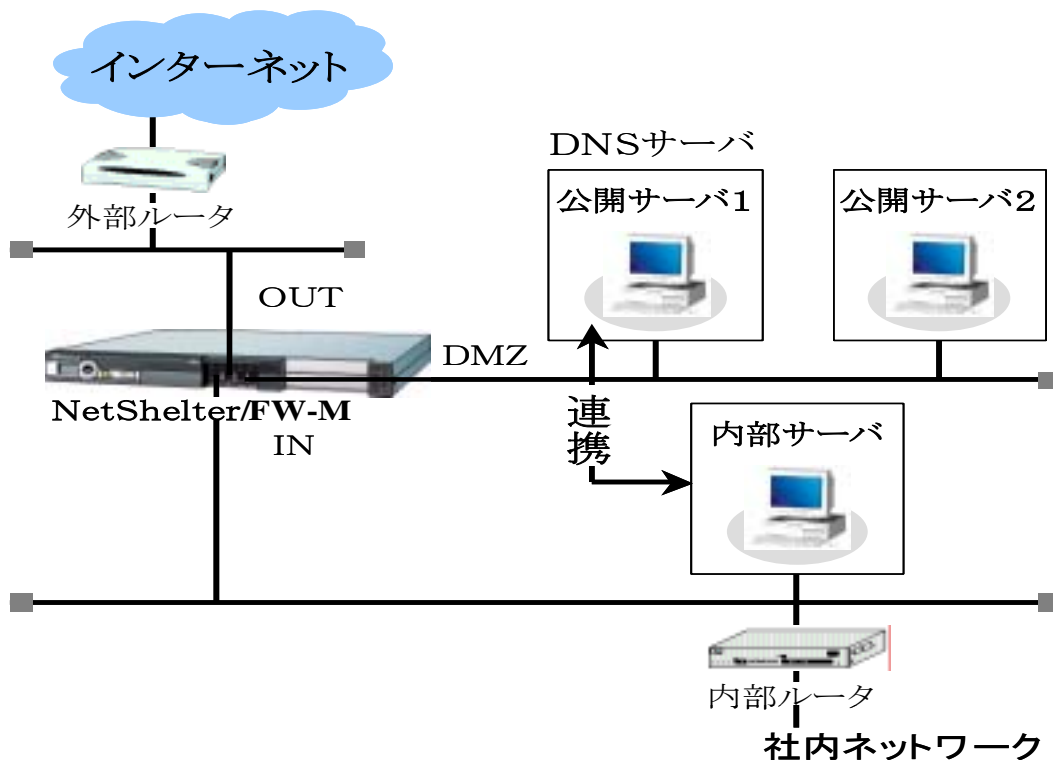 インターネット
外部ルータ
OUT
DNSサーバ
公開サーバ1
公開サーバ2
DMZ
NetShelter/FW-M
IN
連携
内部サーバ
内部ルータ
社内ネットワーク